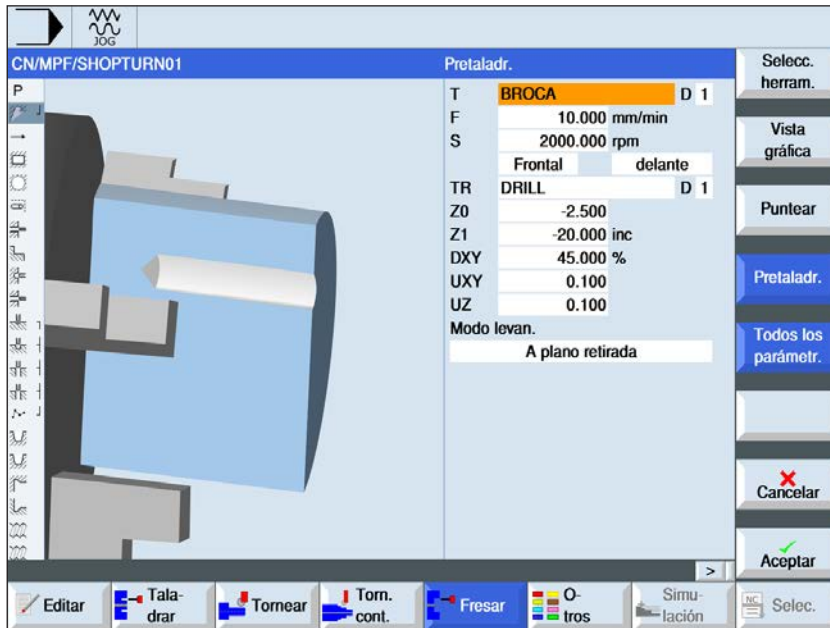 JOG
CN/MPF/SHOPTURN01
Pretaladr.
P
T BROCA D 1
F 10.000 mm/min
S 2000.000 rpm
Frontal delante
TR DRILL D 1
Z0 -2.500
Z1 -20.000 inc
DXY 45.000 %
UXY 0.100
UZ 0.100
Modo levan.
A plano retirada
Selecc.
herram.
Vista
gráfica
Puntear
Pretaladr.
Todos los
parámetr.
Cancelar
Aceptar
>
Editar
Tala-
drar
Tornear
Torn.
cont.
Fresar
O-
tros
Simu-
lación
NC
Selec.